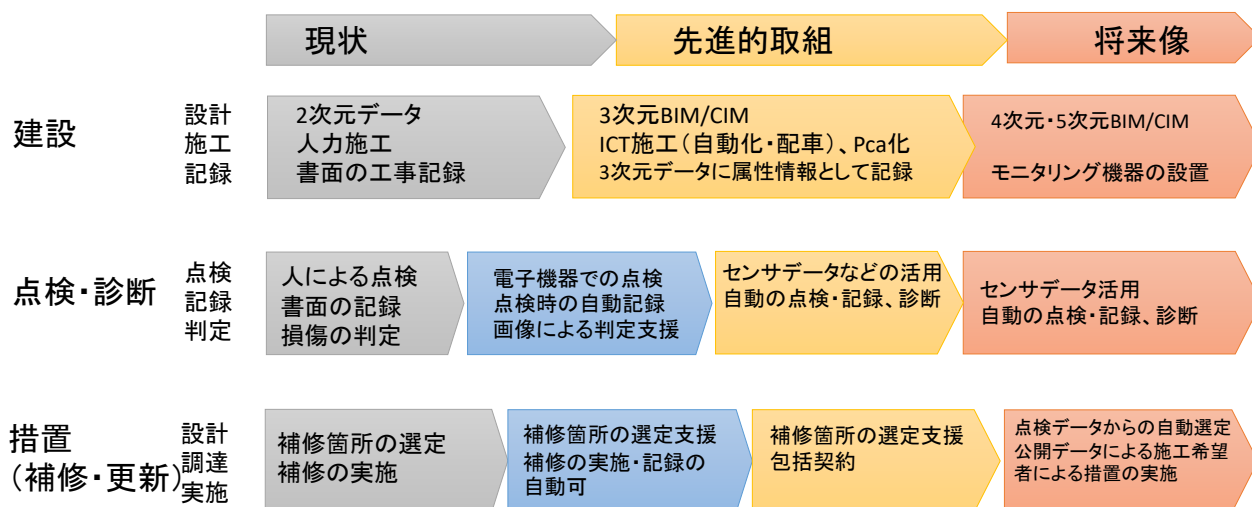 現状
先進的取組
将来像
建設
設計
施工
記録
2次元データ
人力施工
書面の工事記録
3次元BIM/CIM
ICT施工(自動化・配車)、Pca化
3次元データに属性情報として記録
4次元・5次元BIM/CIM
モニタリング機器の設置
点検・診断
点検
記録
判定
人による点検
書面の記録
損傷の判定
電子機器での点検
点検時の自動記録
画像による判定支援
センサデータなどの活用
自動の点検・記録、診断
センサデータ活用
自動の点検・記録、診断
措置
(補修・更新)
設計
調達
実施
補修箇所の選定
補修の実施
補修箇所の選定支援
補修の実施・記録の
自動可
補修箇所の選定支援
包括契約
点検データからの自動選定
公開データによる施工希望
者による措置の実施